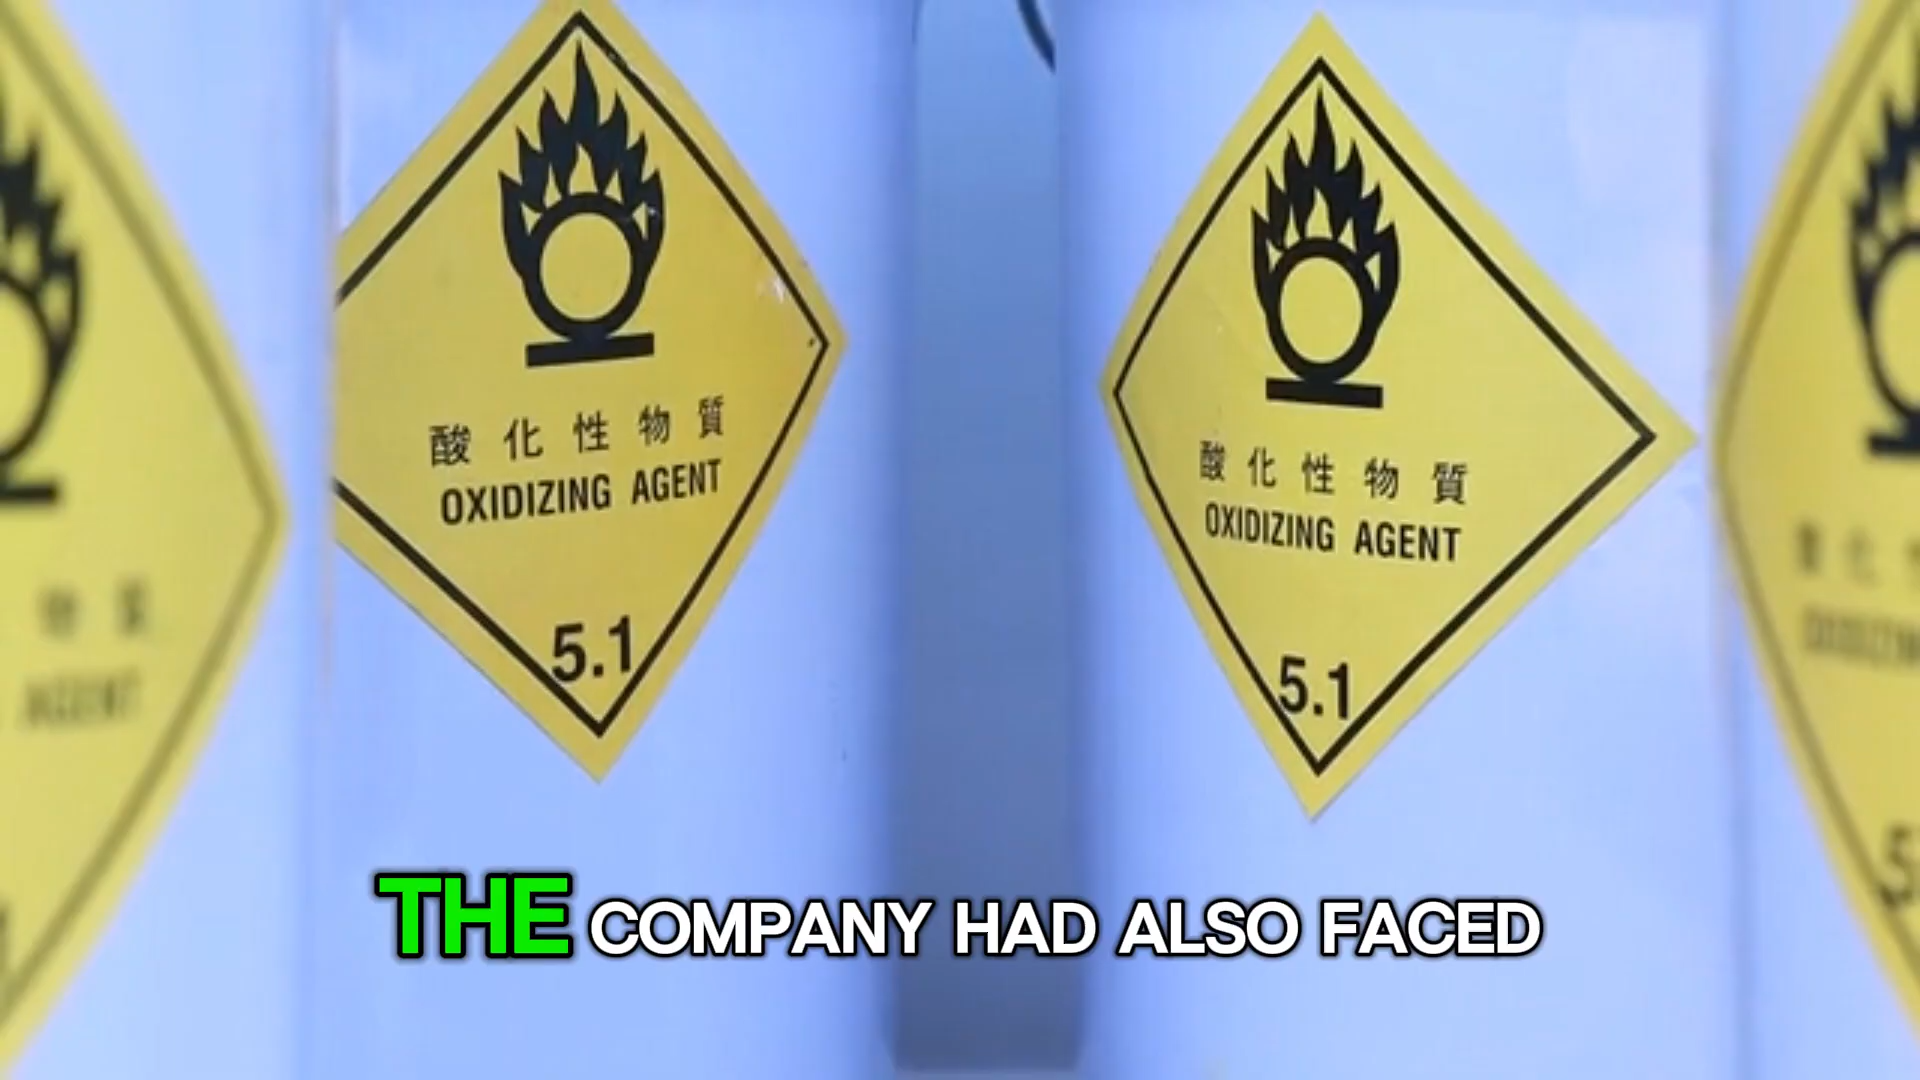 酸化性物質
OXIDIZING AGENT
5.1
酸化性物質
OXIDIZING AGENT
5.1
AGENT
THE COMPANY HAD ALSO FACED